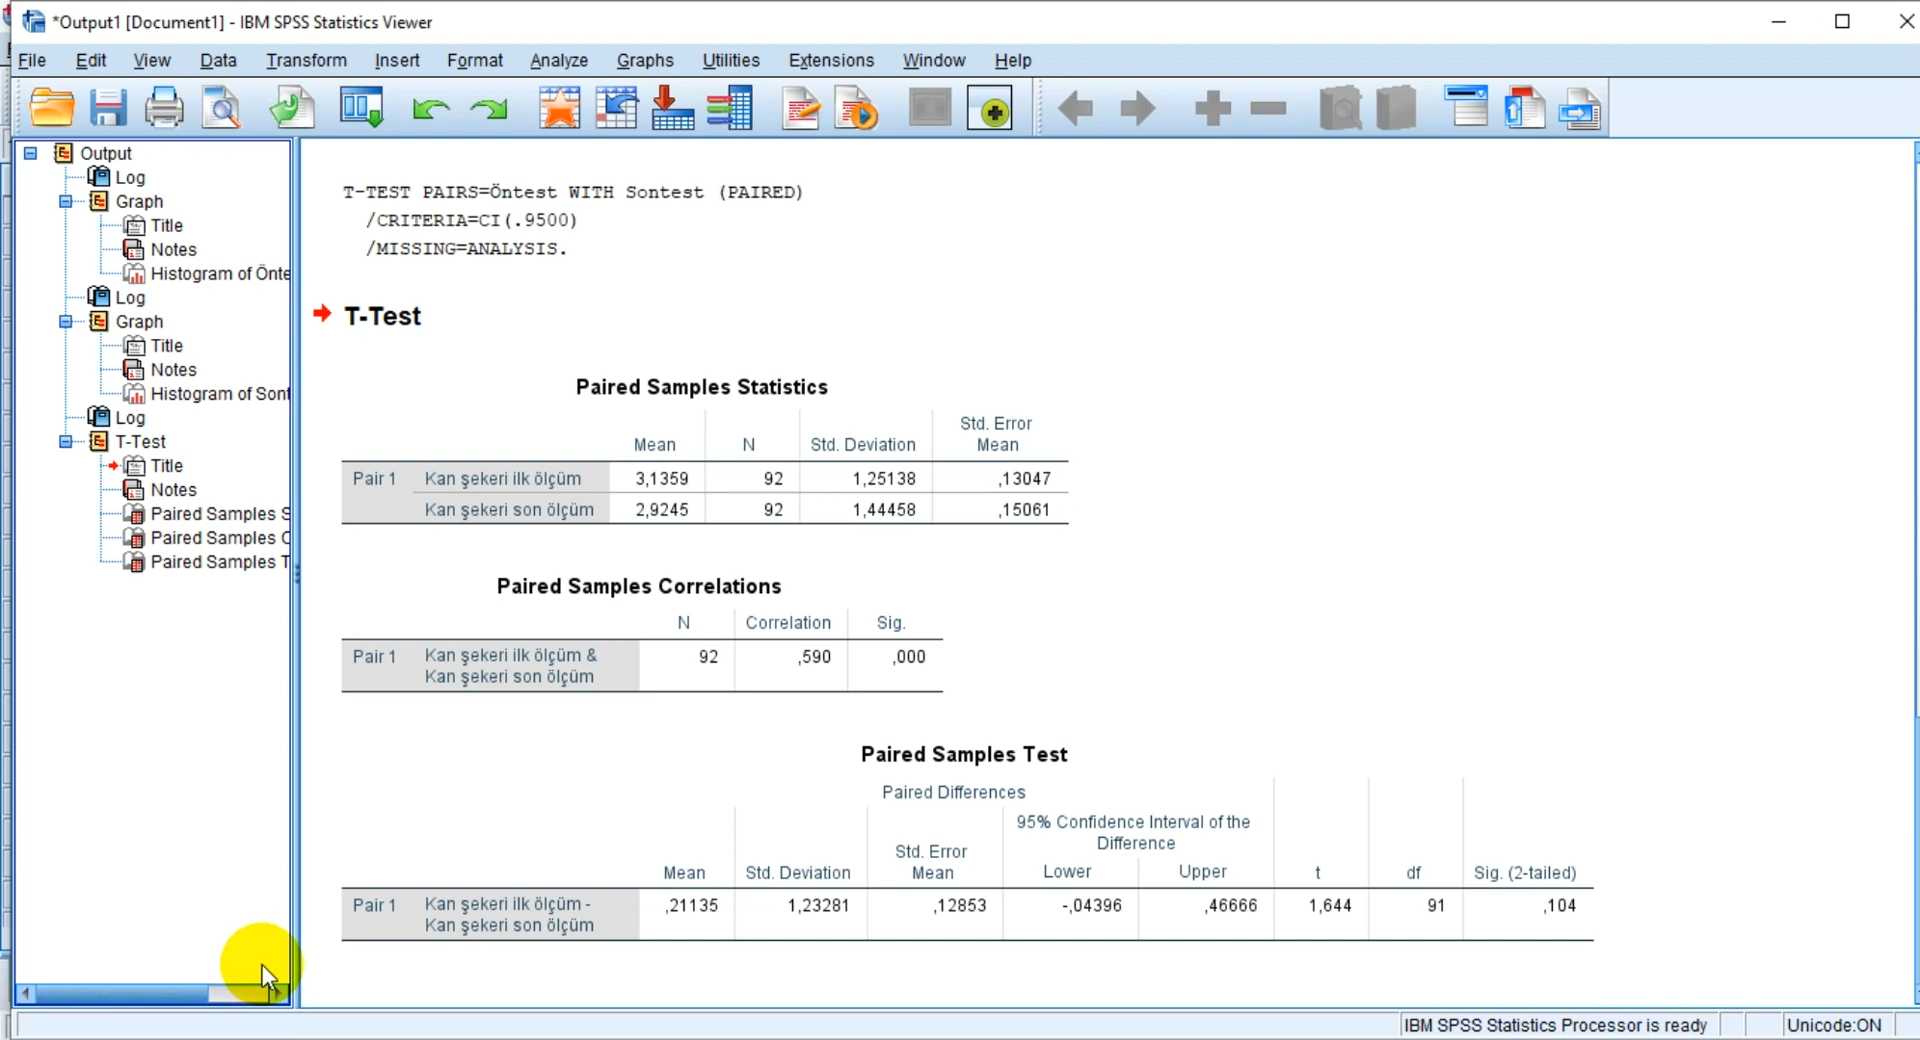 *Output1 [Document1] - IBM SPSS Statistics Viewer
File Edit View Data Transform Insert Format Analyze Graphs Utilities Extensions Window Help
Output
Log
Graph
Title
Notes
Histogram of Önte
Log
Graph
Title
Notes
Histogram of Sont
Log
T-Test
Title
Notes
Paired Samples S
Paired Samples C
Paired Samples T
T-TEST PAIRS=Öntest WITH Sontest (PAIRED)
/CRITERIA=CI(.9500)
/MISSING=ANALYSIS.
T-Test
Paired Samples Statistics
Mean N Std. Deviation Std. Error Mean
Pair 1 Kan şekeri ilk ölçüm 3,1359 92 1,25138 ,13047
Kan şekeri son ölçüm 2,9245 92 1,44458 ,15061
Paired Samples Correlations
N Correlation Sig.
Pair 1 Kan şekeri ilk ölçüm & 92 ,590 ,000
Kan şekeri son ölçüm
Paired Samples Test
Paired Differences
95% Confidence Interval of the
Difference
Mean Std. Deviation Std. Error Mean Lower Upper t df Sig. (2-tailed)
Pair 1 Kan şekeri ilk ölçüm - ,21135 1,23281 ,12853 -,04396 ,46666 1,644 91 ,104
Kan şekeri son ölçüm
IBM SPSS Statistics Processor is ready Unicode:ON